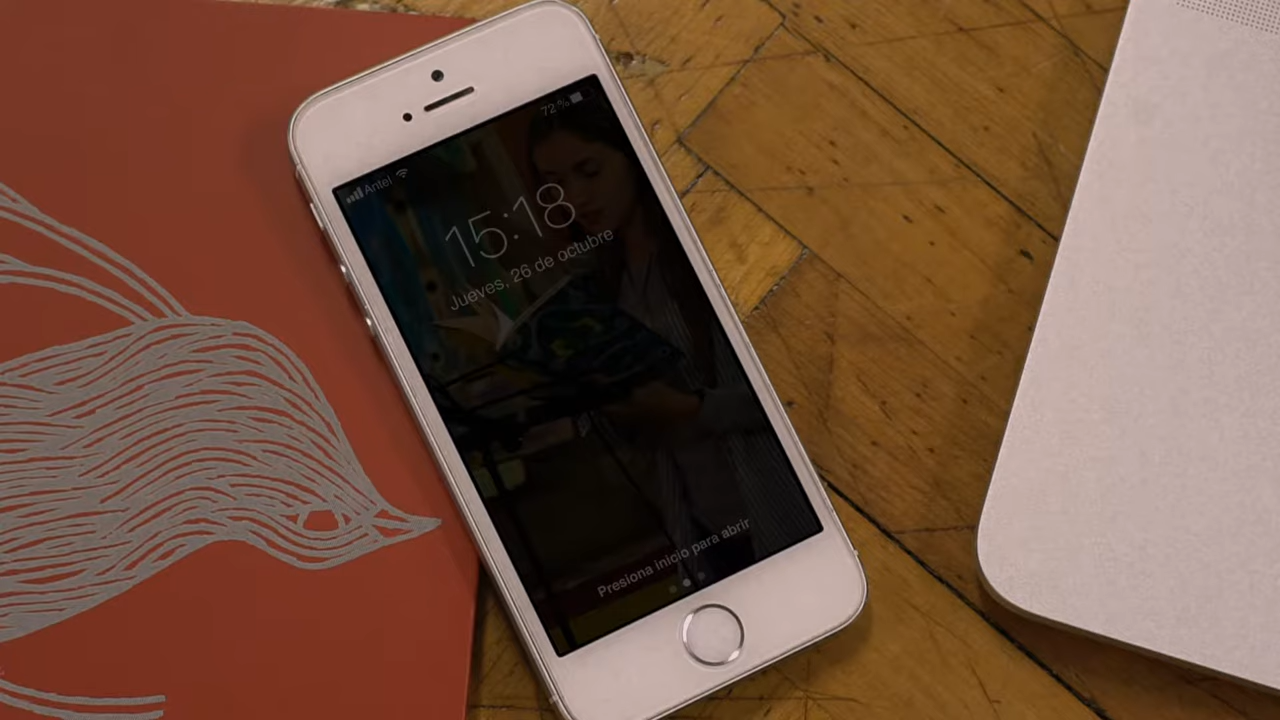 Antel 72 %
15:18
Jueves, 26 de octubre
Presiona inicio para abrir